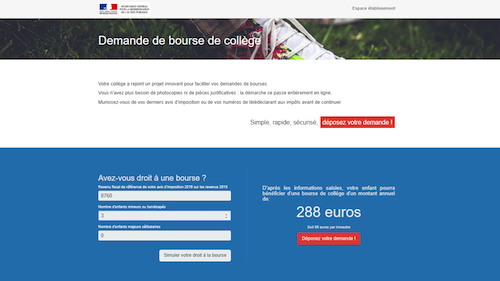 Espace établissement
Demande de bourse de collège
Votre collège a rejoint un projet innovant pour faciliter vos demandes de bourses.
Vous n'avez plus besoin de photocopies ni de pièces justificatives : la démarche se passe entièrement en ligne.
Munissez-vous de vos derniers avis d'imposition ou de vos numéros de télédéclarant aux impôts avant de continuer
Simple, rapide, sécurisé, déposez votre demande !
Avez-vous droit à une bourse ?
Revenu fiscal de référence de votre avis d'imposition 2016 sur les revenus 2015
8760
Nombre d'enfants mineurs ou handicapés
3
Nombre d'enfants majeurs célibataires
0
Simuler votre droit à la bourse
D'après les informations saisies, votre enfant pourra
bénéficier d'une bourse de collège d'un montant annuel
de:
288 euros
Soit 96 euros par trimestre
Déposez votre demande !